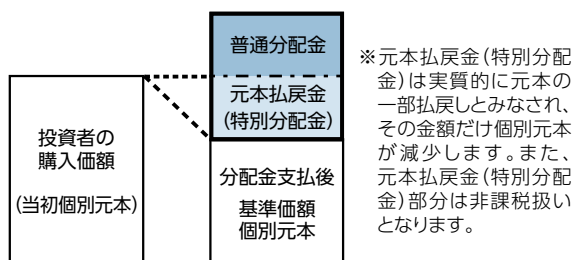 投資者の
購入価額
(当初個別元本)
普通分配金
元本払戻金
(特別分配金)
分配金支払後
基準価額
個別元本
※元本払戻金(特別分配
金)は実質的に元本の
一部払戻しとみなされ、
その金額だけ個別元本
が減少します。また、
元本払戻金(特別分配
金)部分は非課税扱い
となります。